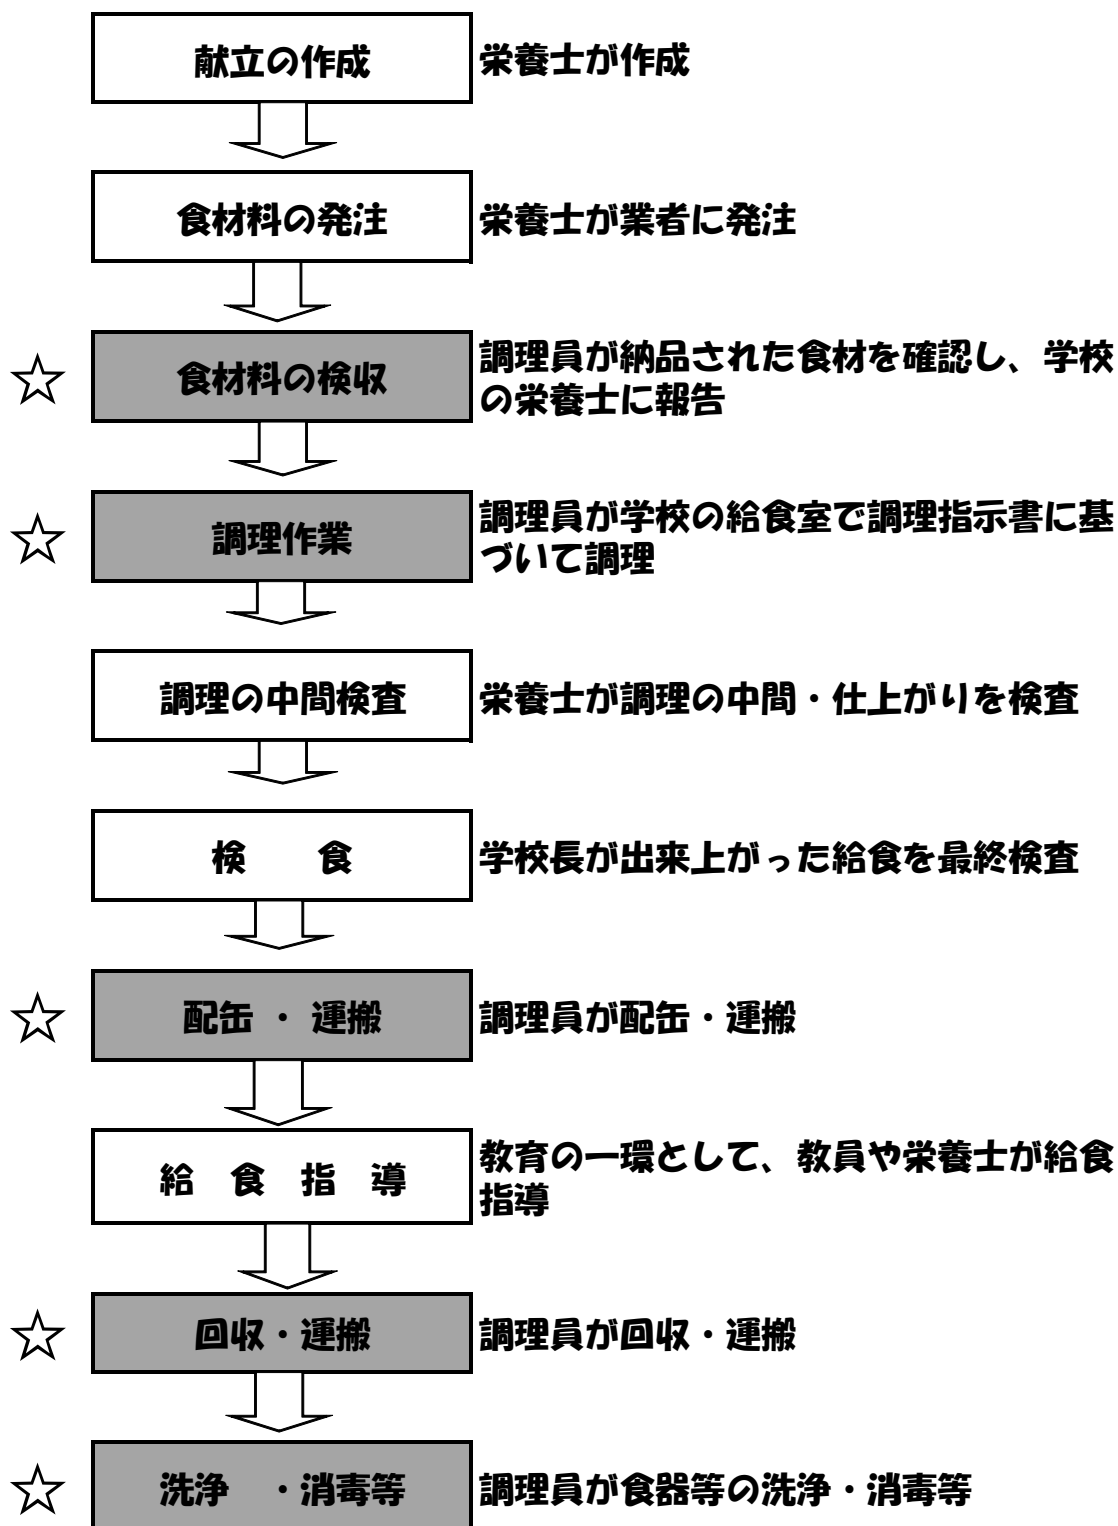 献立の作成
栄養士が作成
食材料の発注
栄養士が業者に発注
☆
食材料の検収
調理員が納品された食材を確認し、学校
の栄養士に報告
☆
調理作業
調理員が学校の給食室で調理指示書に基
づいて調理
調理の中間検査
栄養士が調理の中間・仕上がりを検査
検　　食
学校長が出来上がった給食を最終検査
☆
配缶 ・ 運搬
調理員が配缶・運搬
給　食　指　導
教育の一環として、教員や栄養士が給食
指導
☆
回収・運搬
調理員が回収・運搬
☆
洗浄　・消毒等
調理員が食器等の洗浄・消毒等